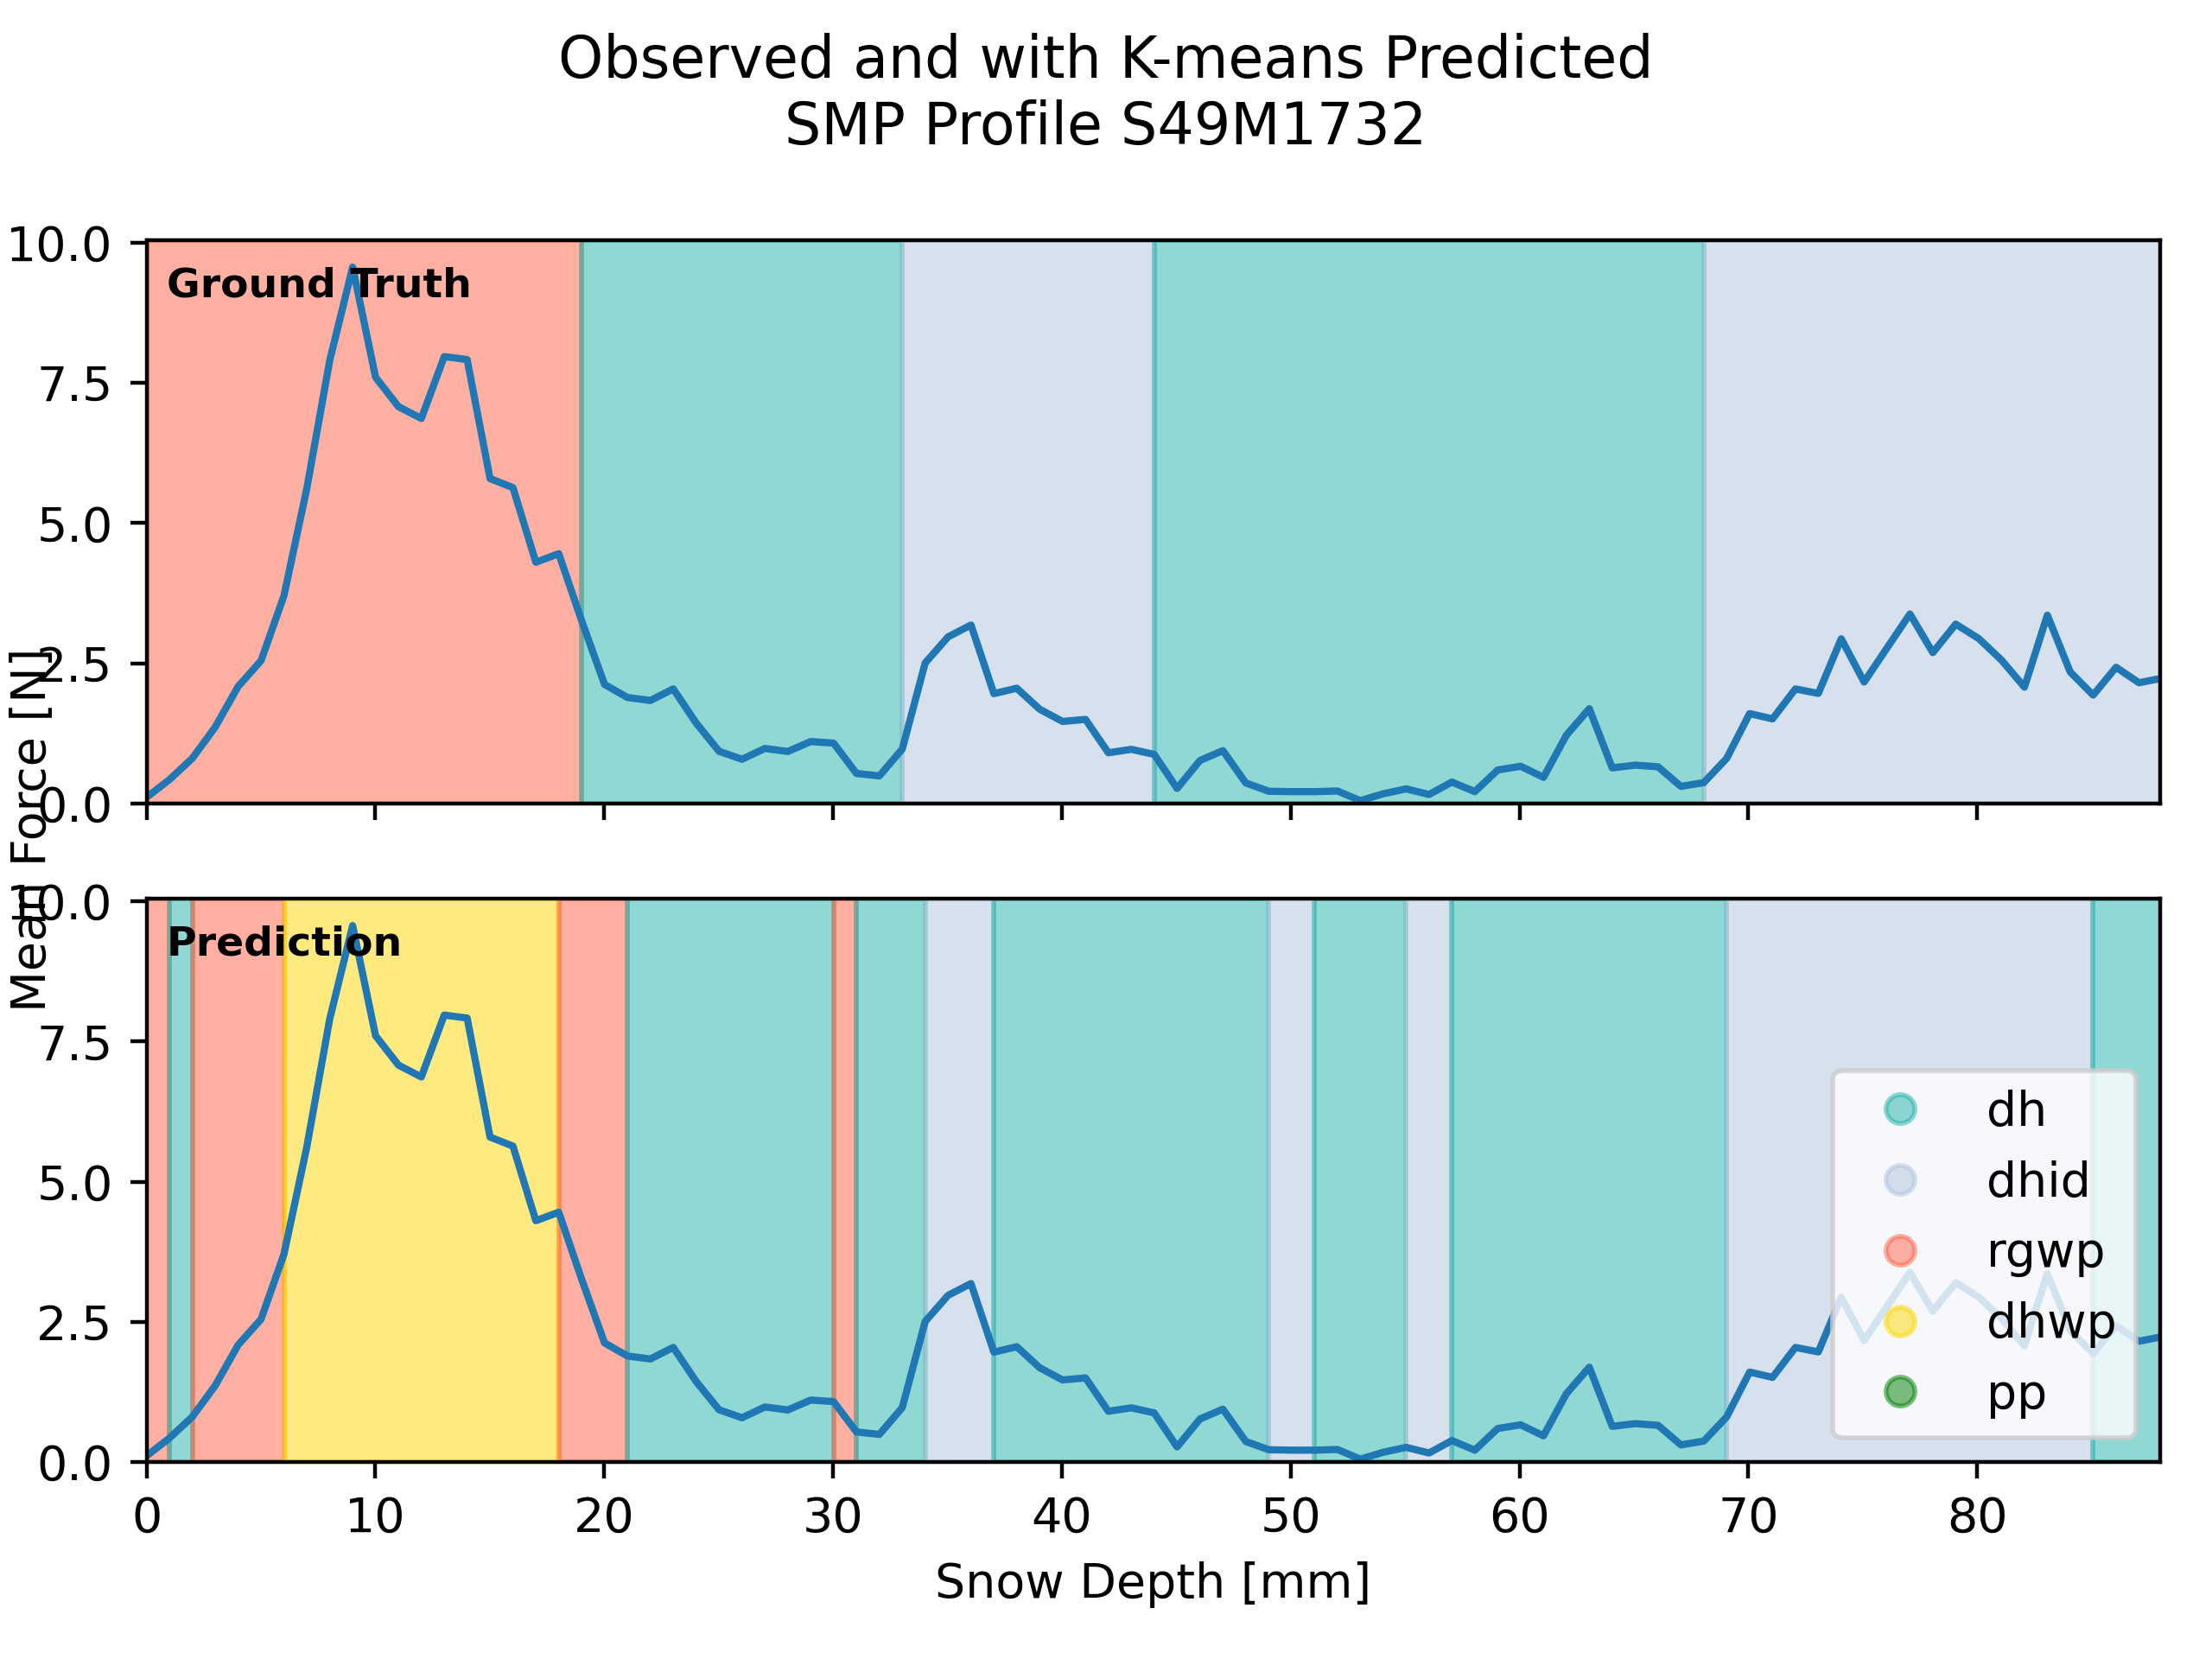 Observed and with K-means Predicted
SMP Profile S49M1732
10.0
Ground Truth
7.5
5.0
2.5
0.0
Mean Force [N]
10.0
Prediction
7.5
5.0
2.5
0.0
dh
dhid
rgwp
dhwp
pp
0 10 20 30 40 50 60 70 80
Snow Depth [mm]